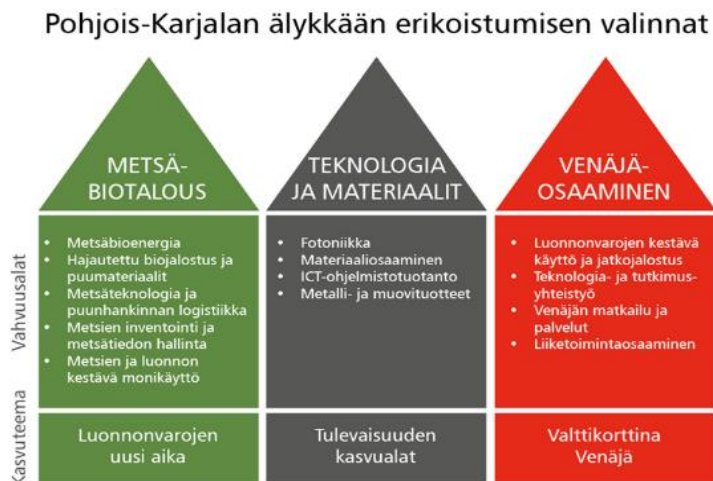 Pohjois-Karjalan älykkään erikoistumisen valinnat
METSÄ-
BIOTALOUS
TEKNOLOGIA
JA MATERIAALIT
VENÄJÄ-
OSAAMINEN
Vahvuusalat
• Metsäbioenergia
• Hajautettu biojalostus ja
puumateriaalit
• Metsäteknologia ja
puunhankinnan logistiikka
• Metsien inventointi ja
metsätiedon hallinta
• Metsien ja luonnon
kestävä monikäyttö
• Fotoniikka
• Materiaaliosaaminen
• ICT-ohjelmistotuotanto
• Metalli- ja muovituotteet
• Luonnonvarojen kestävä
käyttö ja jatkojalostus
• Teknologia- ja tutkimus-
yhteistyö
• Venäjän matkailu ja
palvelut
• Liiketoimintaosaaminen
Kasvuteema
Luonnonvarojen
uusi aika
Tulevaisuuden
kasvualat
Valttikorttina
Venäjä